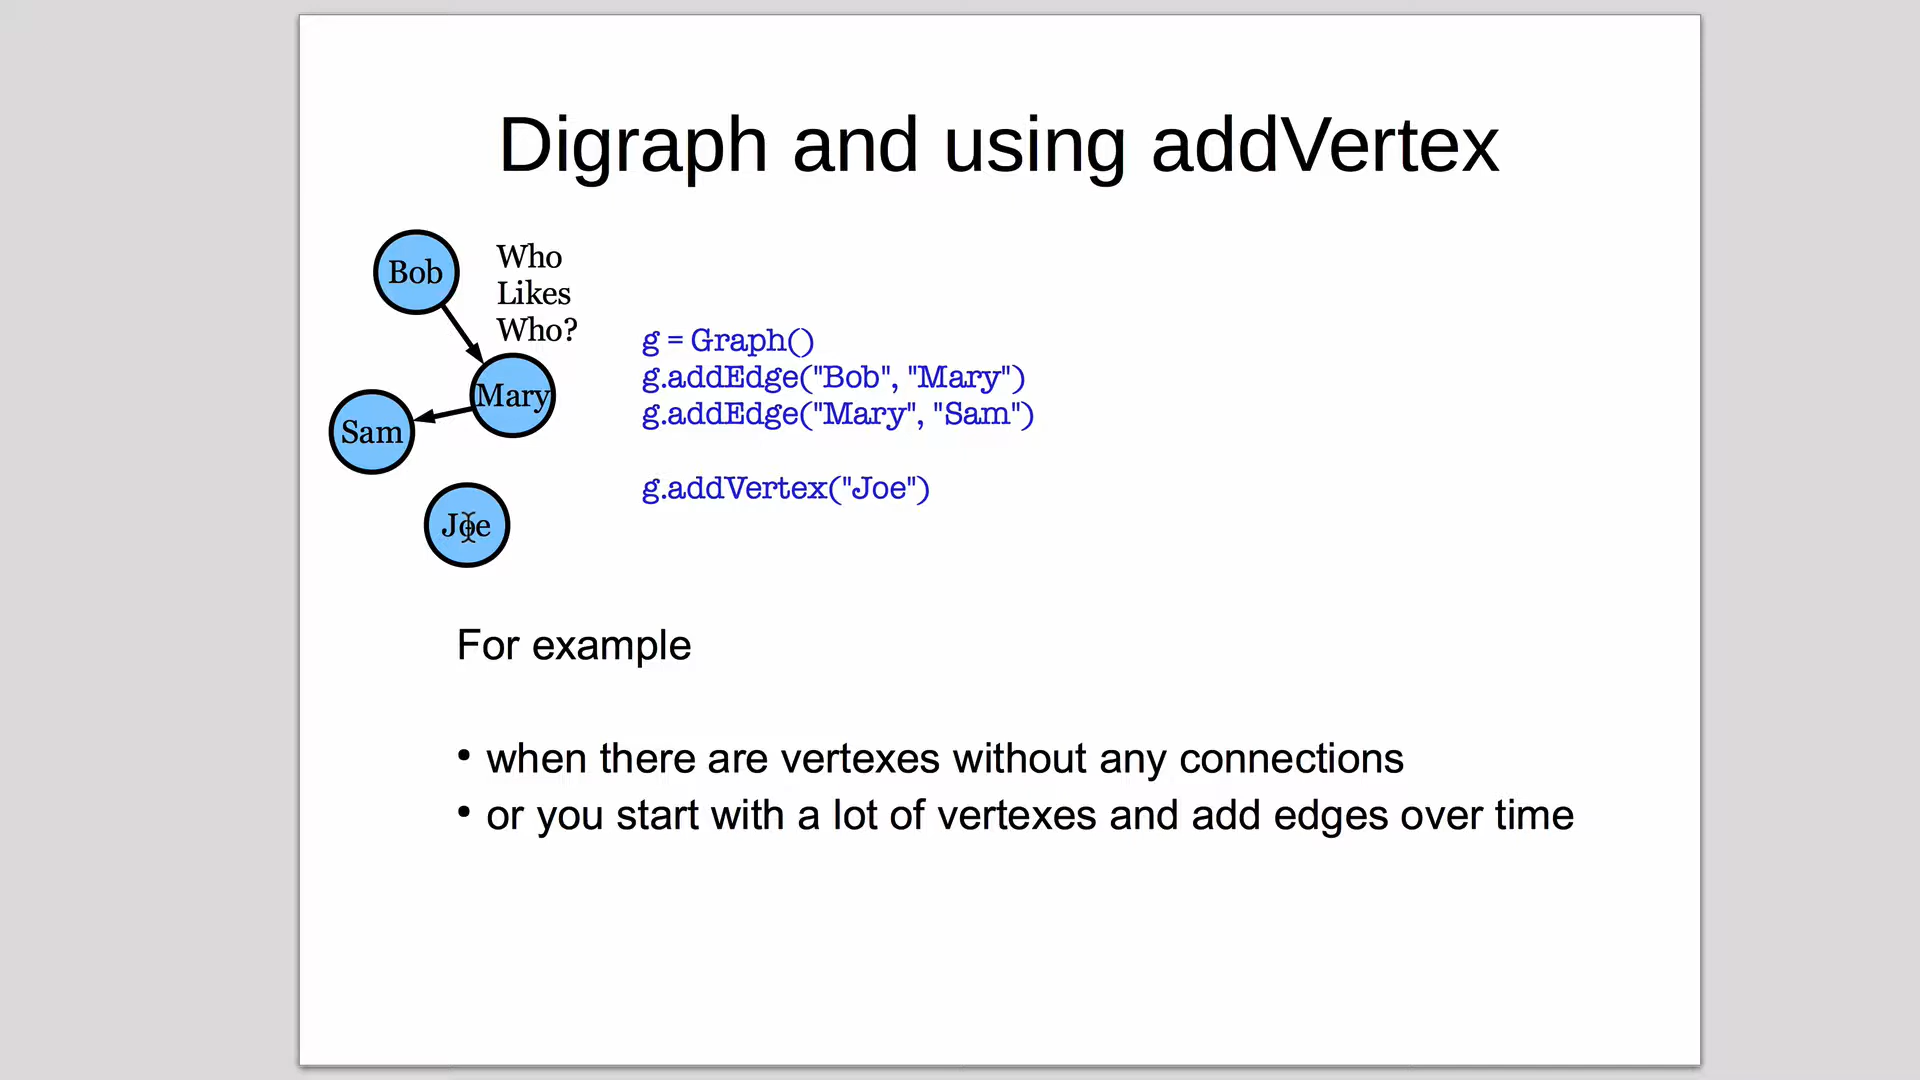 Digraph and using addVertex
Bob
Who
Likes
Who?
Mary
Sam
Joe
g = Graph()
g.addEdge("Bob", "Mary")
g.addEdge("Mary", "Sam")
g.addVertex("Joe")
For example
• when there are vertexes without any connections
• or you start with a lot of vertexes and add edges over time